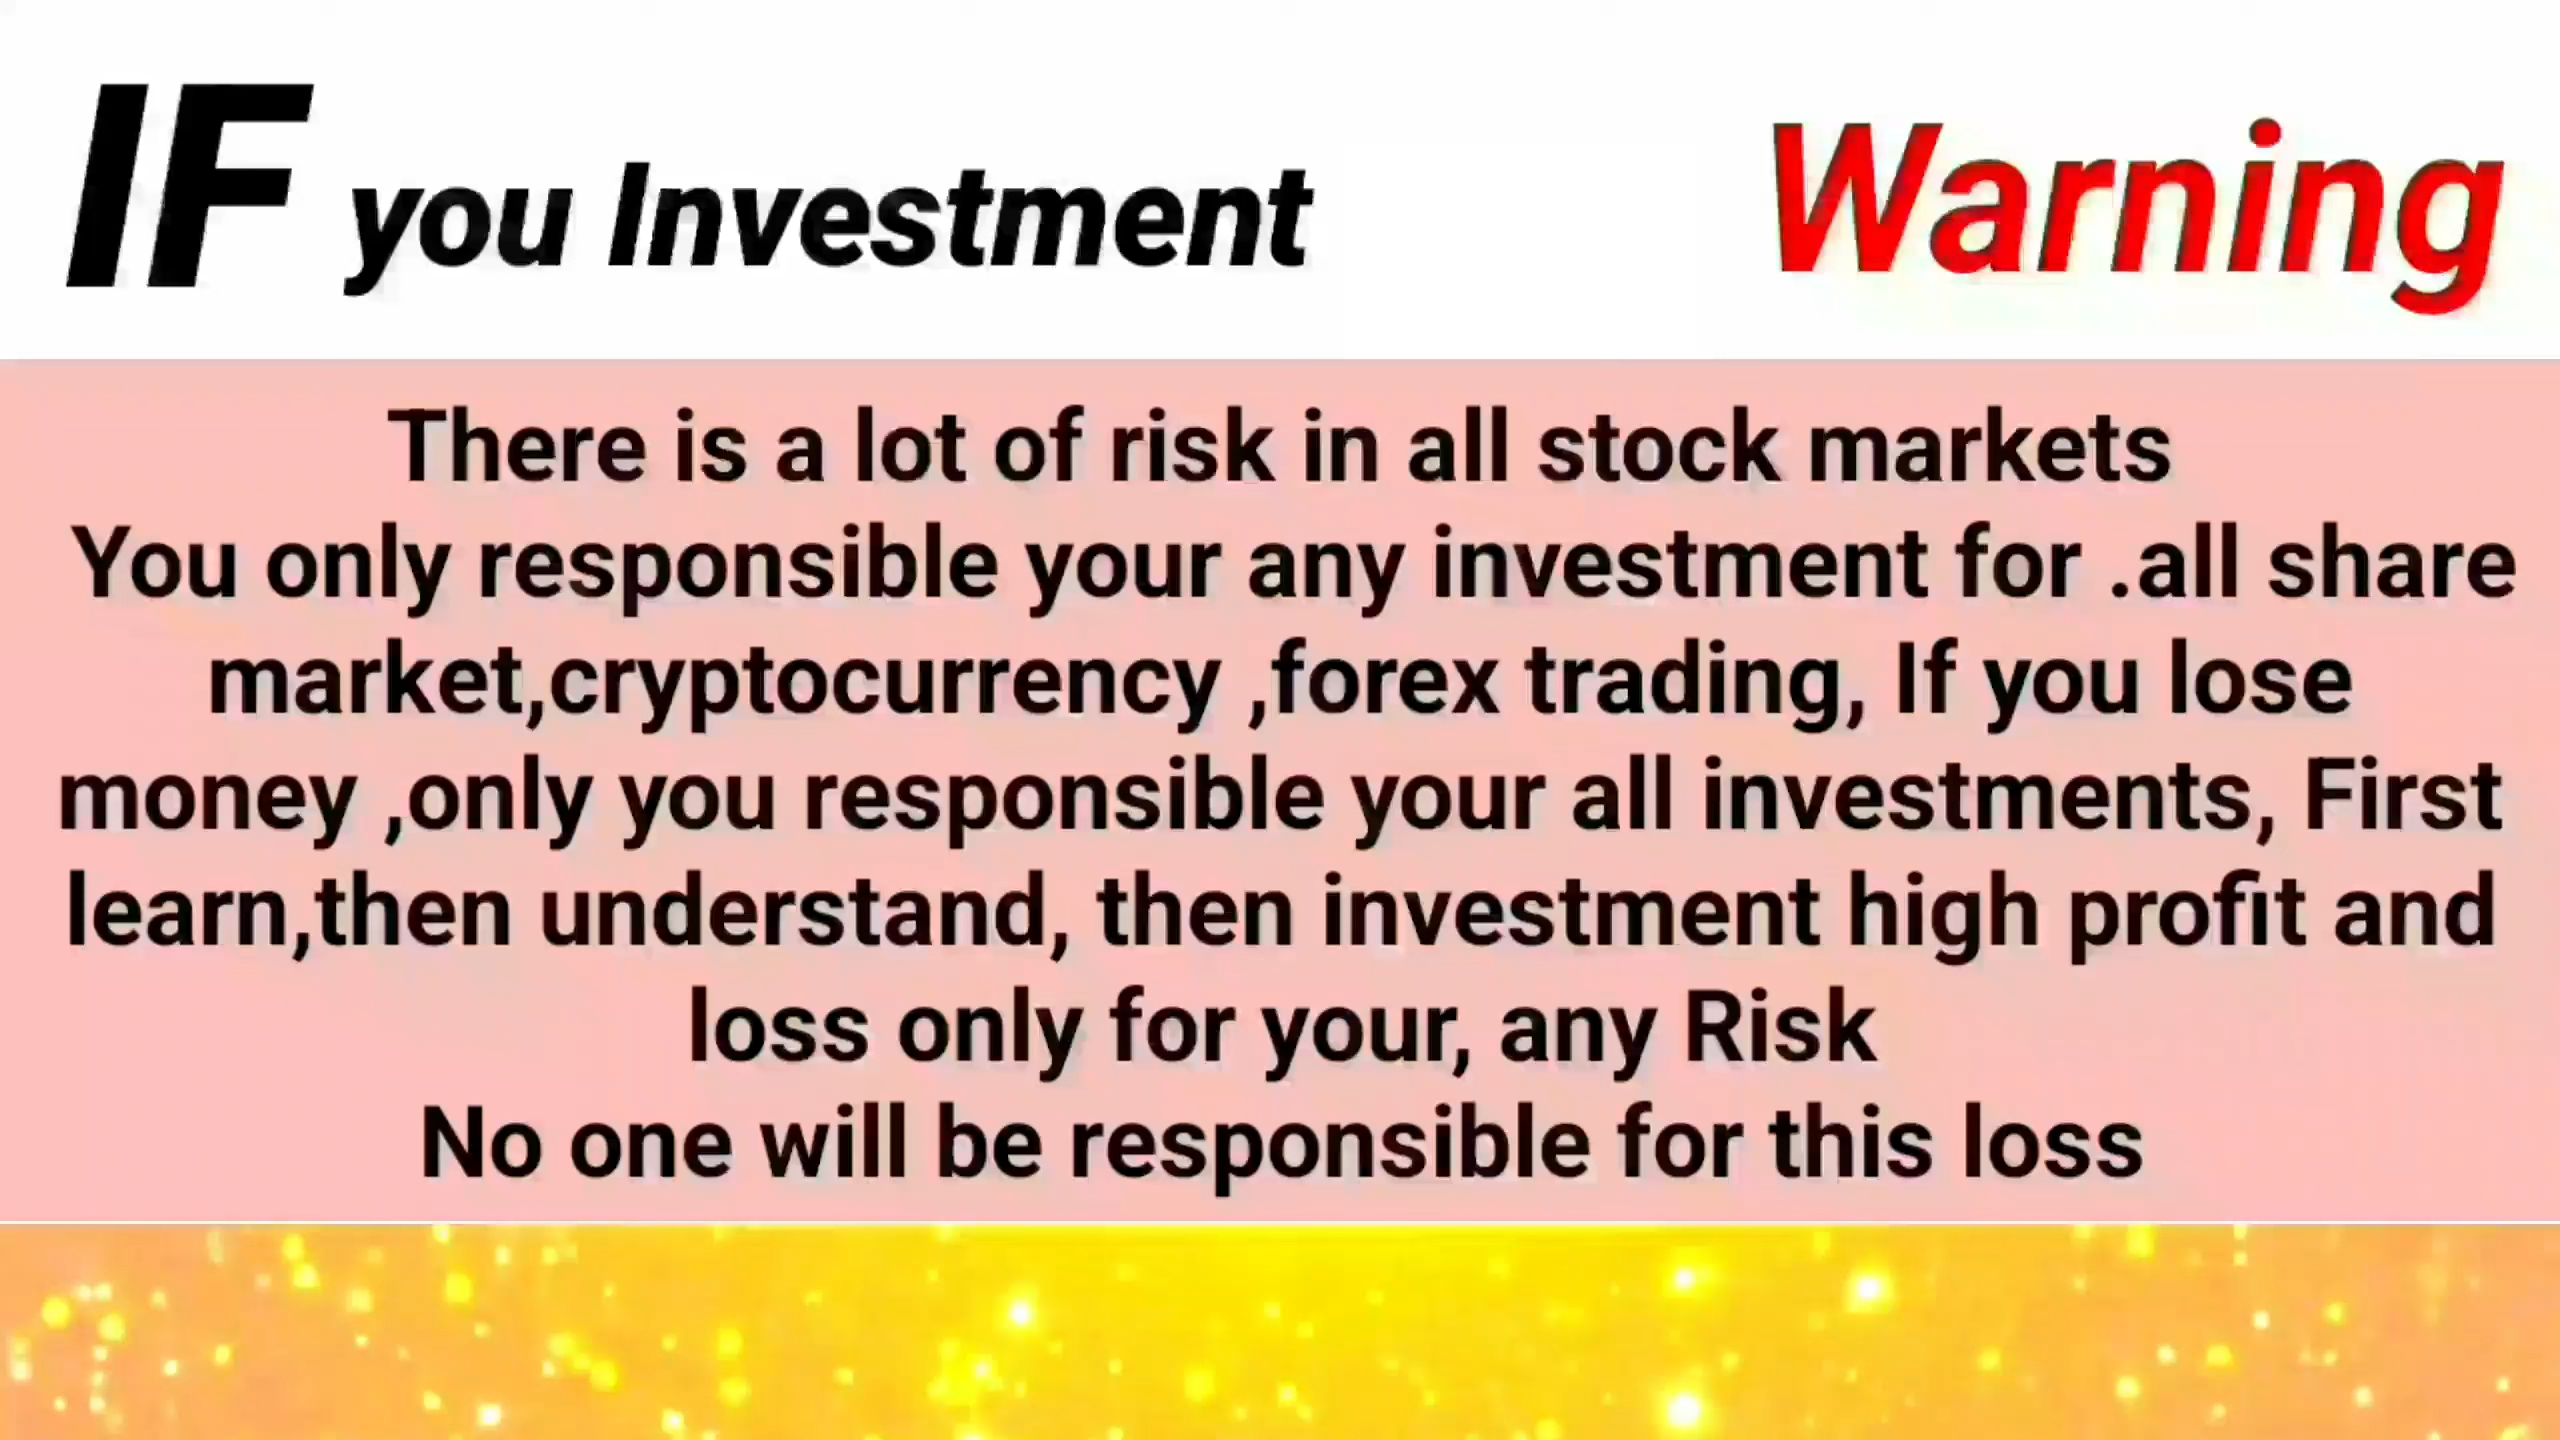 IF you Investment
Warning
There is a lot of risk in all stock markets
You only responsible your any investment for .all share
market,cryptocurrency ,forex trading, If you lose
money ,only you responsible your all investments, First
learn,then understand, then investment high profit and
loss only for your, any Risk
No one will be responsible for this loss